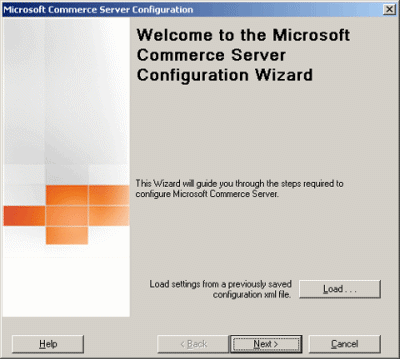 Microsoft Commerce Server Configuration
Welcome to the Microsoft
Commerce Server
Configuration Wizard
This Wizard will guide you through the steps required to
configure Microsoft Commerce Server.
Load settings from a previously saved
configuration xml file.
Load . . .
Help
< Back
Next >
Cancel